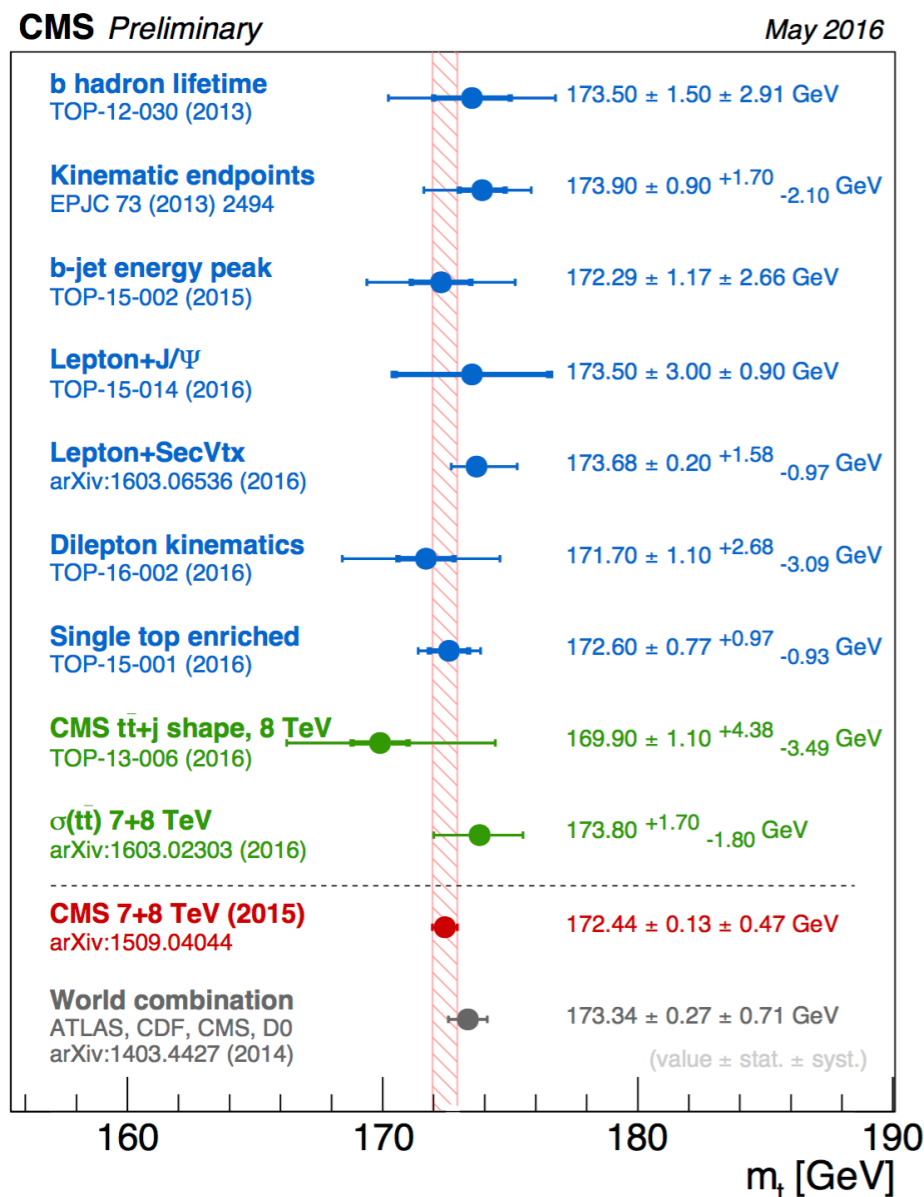 CMS Preliminary May 2016
b hadron lifetime
TOP-12-030 (2013)
173.50 ± 1.50 ± 2.91 GeV
Kinematic endpoints
EPJC 73 (2013) 2494
173.90 ± 0.90 +1.70 -2.10 GeV
b-jet energy peak
TOP-15-002 (2015)
172.29 ± 1.17 ± 2.66 GeV
Lepton+J/Ψ
TOP-15-014 (2016)
173.50 ± 3.00 ± 0.90 GeV
Lepton+SecVtx
arXiv:1603.06536 (2016)
173.68 ± 0.20 +1.58 -0.97 GeV
Dilepton kinematics
TOP-16-002 (2016)
171.70 ± 1.10 +2.68 -3.09 GeV
Single top enriched
TOP-15-001 (2016)
172.60 ± 0.77 +0.97 -0.93 GeV
CMS tt̄+j shape, 8 TeV
TOP-13-006 (2016)
169.90 ± 1.10 +4.38 -3.49 GeV
σ(tt̄) 7+8 TeV
arXiv:1603.02303 (2016)
173.80 +1.70 -1.80 GeV
CMS 7+8 TeV (2015)
arXiv:1509.04044
172.44 ± 0.13 ± 0.47 GeV
World combination
ATLAS, CDF, CMS, D0
arXiv:1403.4427 (2014)
173.34 ± 0.27 ± 0.71 GeV
(value ± stat. ± syst.)
160 170 180 190
mt [GeV]